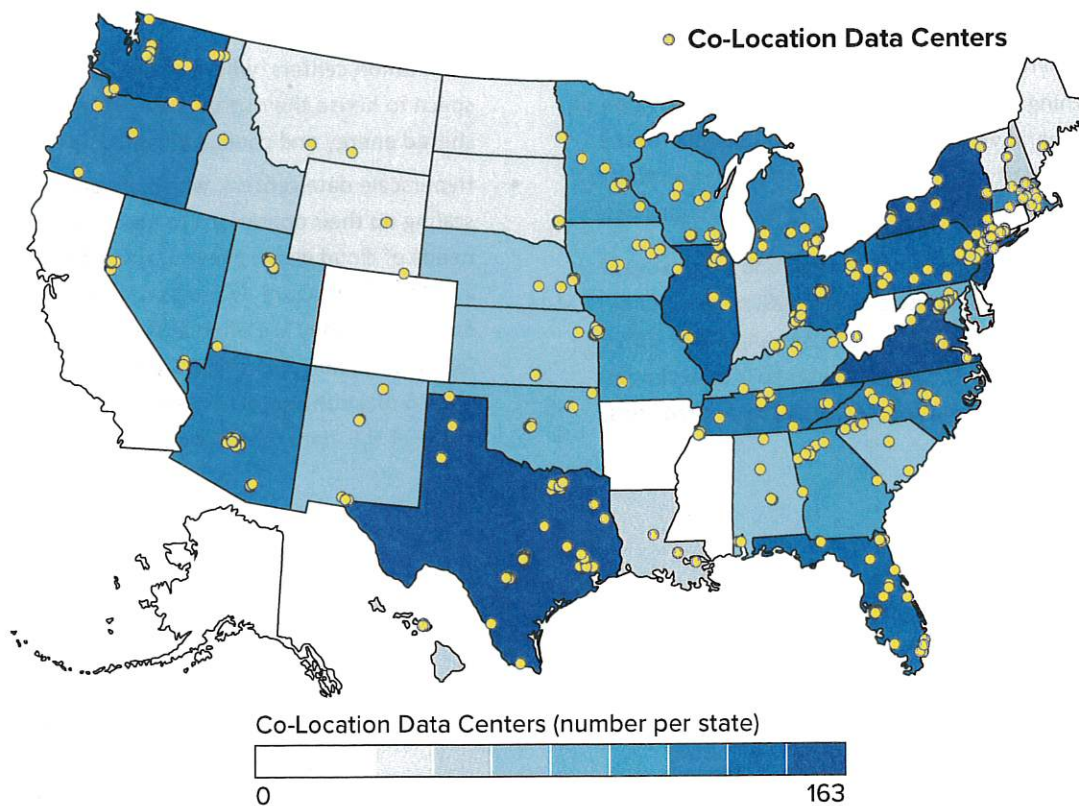 Co-Location Data Centers
Co-Location Data Centers (number per state)
0
163